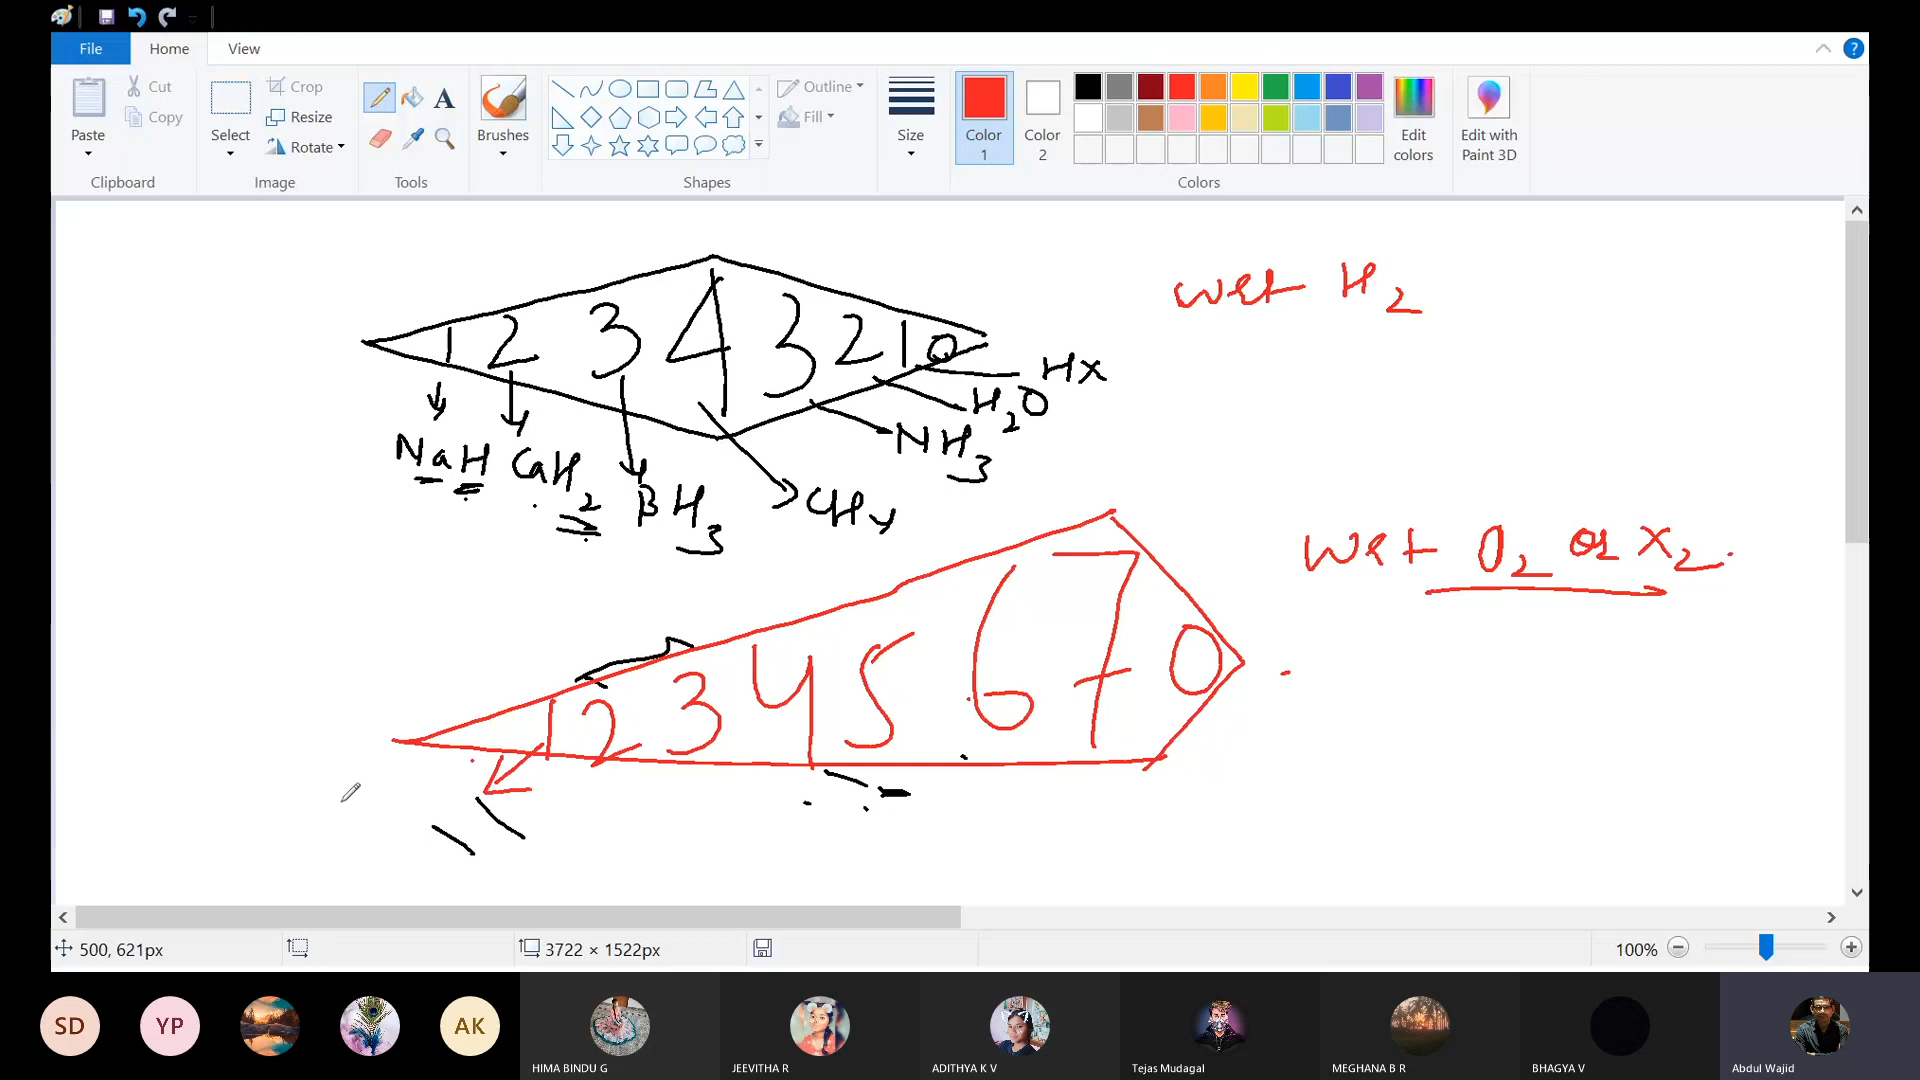 File Home View
Paste Cut Copy Clipboard
Select Crop Resize Rotate Image
A Tools
Brushes
Outline Fill Shapes
Size
Color 1 Color 2
Edit colors Edit with Paint 3D
Colors
wrt H2
1 2 3 4 3 2 1 0
HX
H2O
NH3
NaH CaH2 BH3 CH4
wrt O2 or X2.
1 2 3 4 5 6 7 0
500, 621px 3722 × 1522px 100%
SD YP AK
HIMA BINDU G JEEVITHA R ADITHYA K V Tejas Mudagal MEGHANA B R BHAGYA V Abdul Wajid